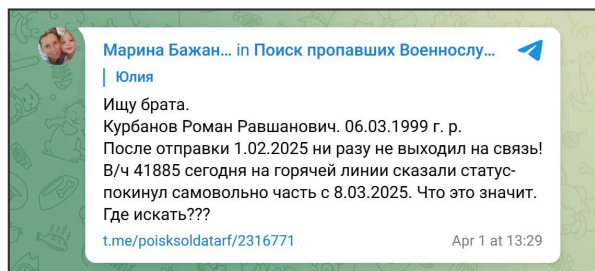 Марина Бажан... in Поиск пропавших Военнослу...
Юлия
Ищу брата.
Курбанов Роман Равшанович. 06.03.1999 г. р.
После отправки 1.02.2025 ни разу не выходил на связь!
В/ч 41885 сегодня на горячей линии сказали статус-
покинул самовольно часть с 8.03.2025. Что это значит.
Где искать???
t.me/poisksoldatarf/2316771 Apr 1 at 13:29